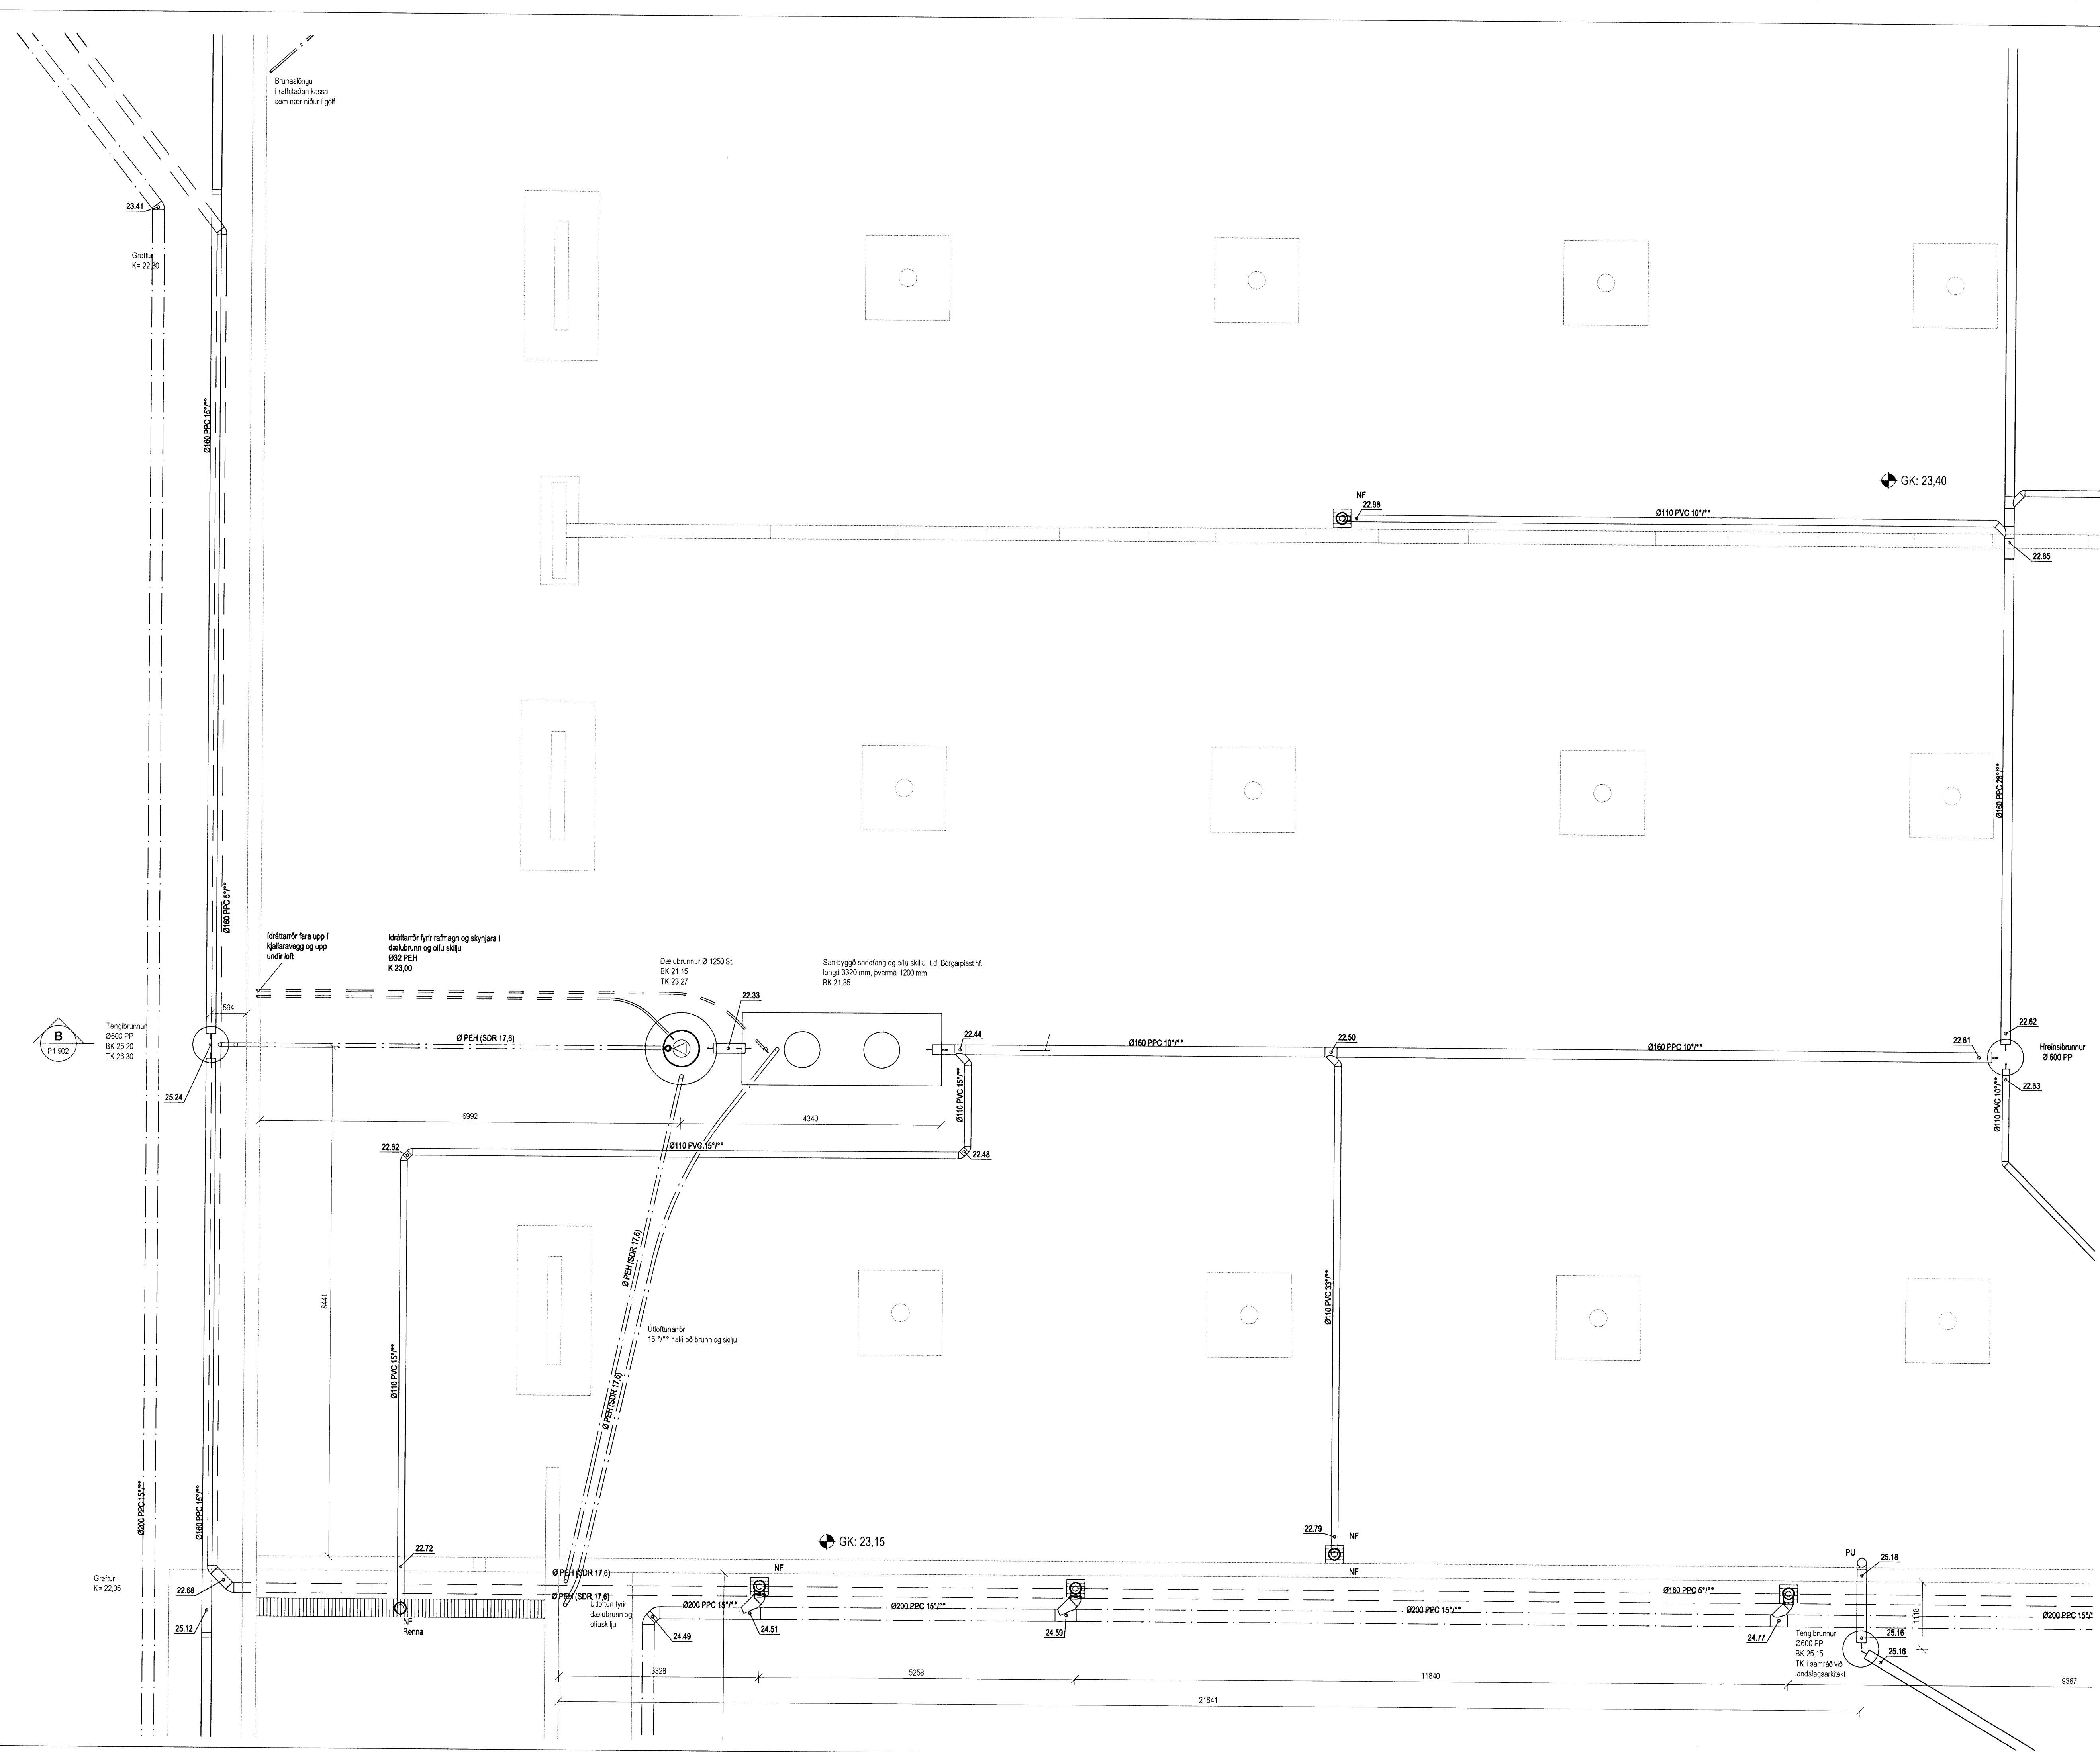 Brunaslöngu
í rafhitaðan kassa
sem nær niður í gólf
23.41
Greftur
K= 22,30
Ø160 PPC 15°/°°
GK: 23,40
NF
22.98
Ø110 PVC 10°/°°
22.85
Ø160 PPC 28°/°°
Ø160 PPC 5°/°°
Ídráttarrör fara upp í
kjallaravegg og upp
undir loft
Ídráttarrör fyrir rafmagn og skynjara í
dælubrunn og olíu skilju
Ø32 PEH
K 23,00
Dælubrunnur Ø 1250 St.
BK 21,15
TK 23,27
Sambyggð sandfang og olíu skilju. t.d. Borgarplast hf.
lengd 3320 mm, þvermál 1200 mm
BK 21,35
22.33
594
B
P1 902
Tengibrunnur
Ø600 PP
BK 25,20
TK 26,30
Ø PEH (SDR 17,6)
22.44
Ø160 PPC 10°/°°
22.50
Ø160 PPC 10°/°°
22.61
22.62
Hreinsibrunnur
Ø 600 PP
22.63
25.24
Ø110 PVC 15°/°°
Ø110 PVC 10°/°°
6992
4340
22.62
Ø110 PVC 15°/°°
22.48
Ø PEH (SDR 17,6)
8441
Útloftunarrör
15 °/°° halli að brunn og skilju
Ø110 PVC 33°/°°
Ø110 PVC 15°/°°
Ø PEH (SDR 17,6)
Ø200 PPC 15°/°°
Ø160 PPC 15°/°°
GK: 23,15
22.79
NF
22.72
NF
NF
PU
25.18
Greftur
K= 22,05
22.68
Ø PEH (SDR 17,6)
Ø PEH (SDR 17,6)
Ø160 PPC 5°/°°
Útloftun fyrir
dælubrunn og
olíuskilju
Ø200 PPC 15°/°°
Ø200 PPC 15°/°°
Ø200 PPC 15°/°°
Ø200 PPC 15°/°
1118
25.12
NF
Renna
24.49
24.51
24.59
24.77
Tengibrunnur
Ø600 PP
BK 25,15
TK í samráð við
landslagsarkitekt
25.16
25.16
3328
5258
11840
9367
21641